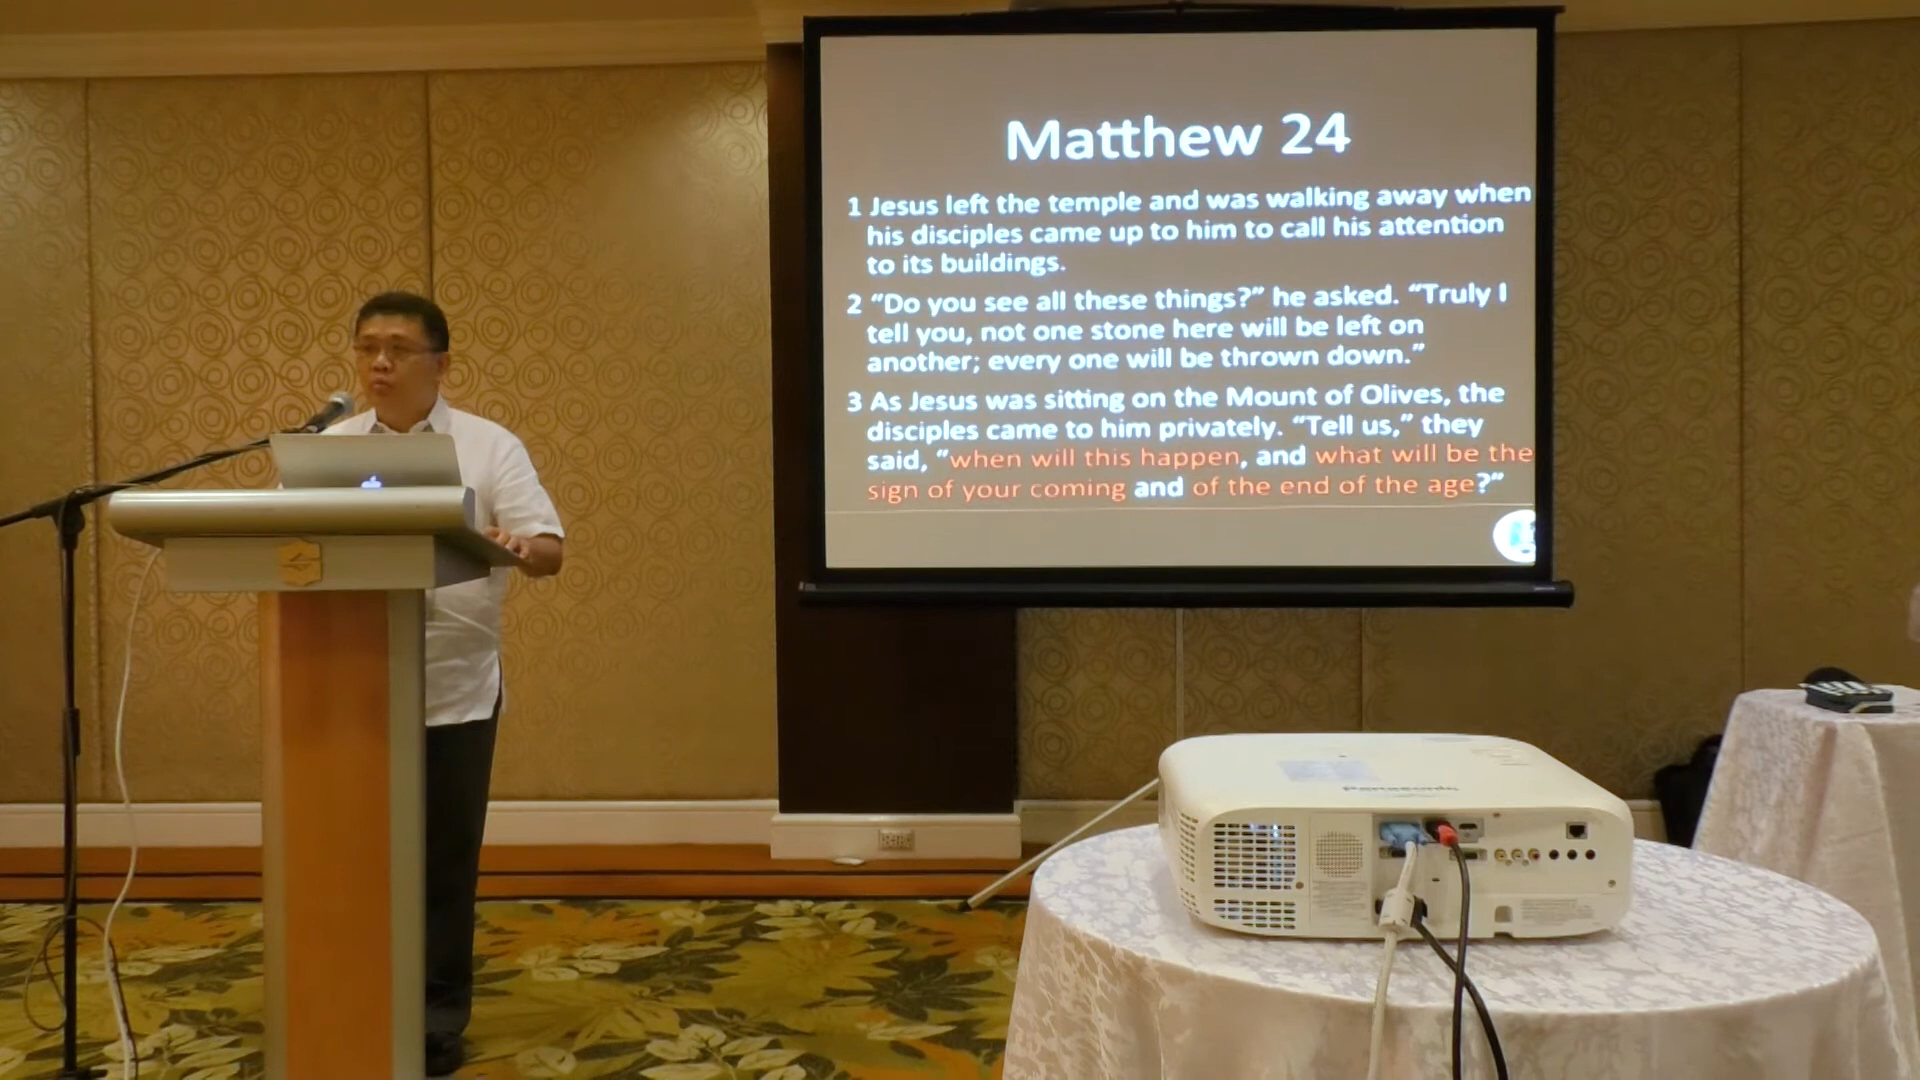 Matthew 24
1 Jesus left the temple and was walking away when
his disciples came up to him to call his attention
to its buildings.
2 “Do you see all these things?” he asked. “Truly I
tell you, not one stone here will be left on
another; every one will be thrown down.”
3 As Jesus was sitting on the Mount of Olives, the
disciples came to him privately. “Tell us,” they
said, “when will this happen, and what will be the
sign of your coming and of the end of the age?”